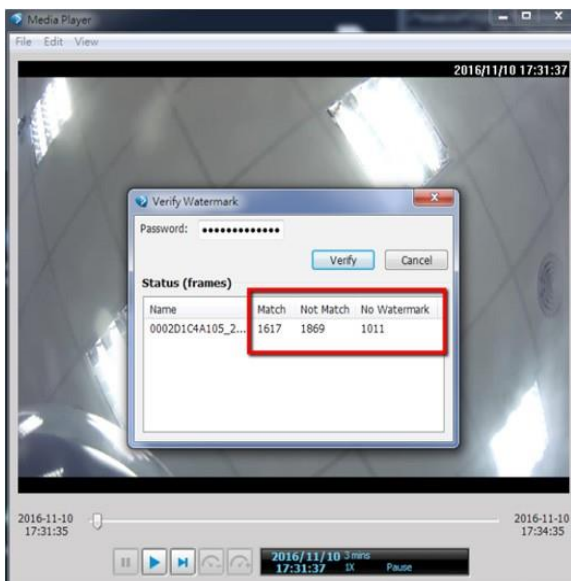 Media Player
File Edit View
2016/11/10 17:31:37
Verify Watermark
Password: •••••••••••••
Verify Cancel
Status (frames)
Name Match Not Match No Watermark
0002D1C4A105_2... 1617 1869 1011
2016-11-10
17:31:35
2016-11-10
17:34:35
2016/11/10 3 mins
17:31:37 1X Pause